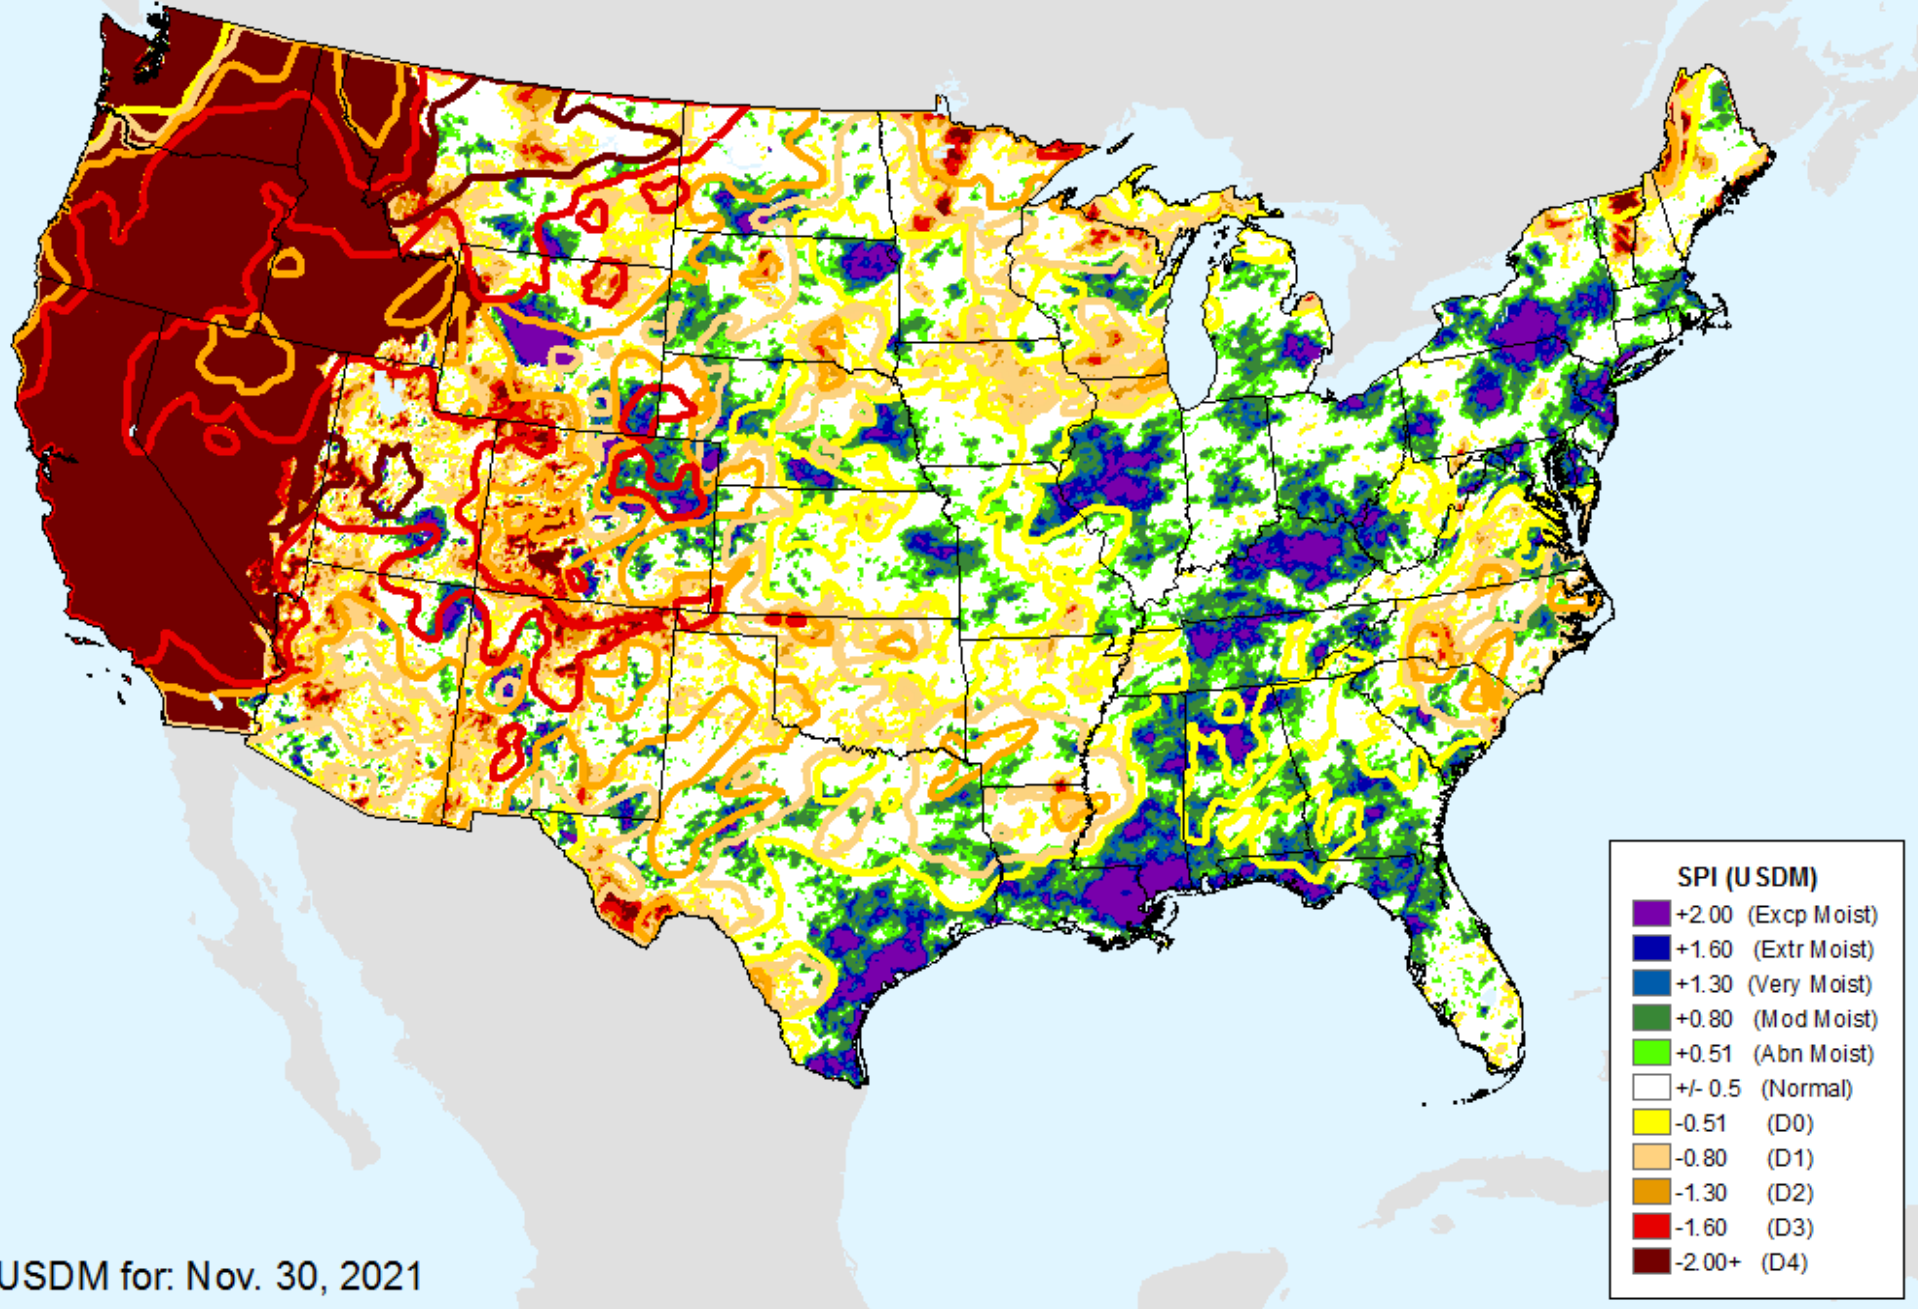 SPI (USDM)
+2.00 (Excp Moist)
+1.60 (Extr Moist)
+1.30 (Very Moist)
+0.80 (Mod Moist)
+0.51 (Abn Moist)
+/- 0.5 (Normal)
-0.51 (D0)
-0.80 (D1)
-1.30 (D2)
-1.60 (D3)
-2.00+ (D4)
USDM for: Nov. 30, 2021